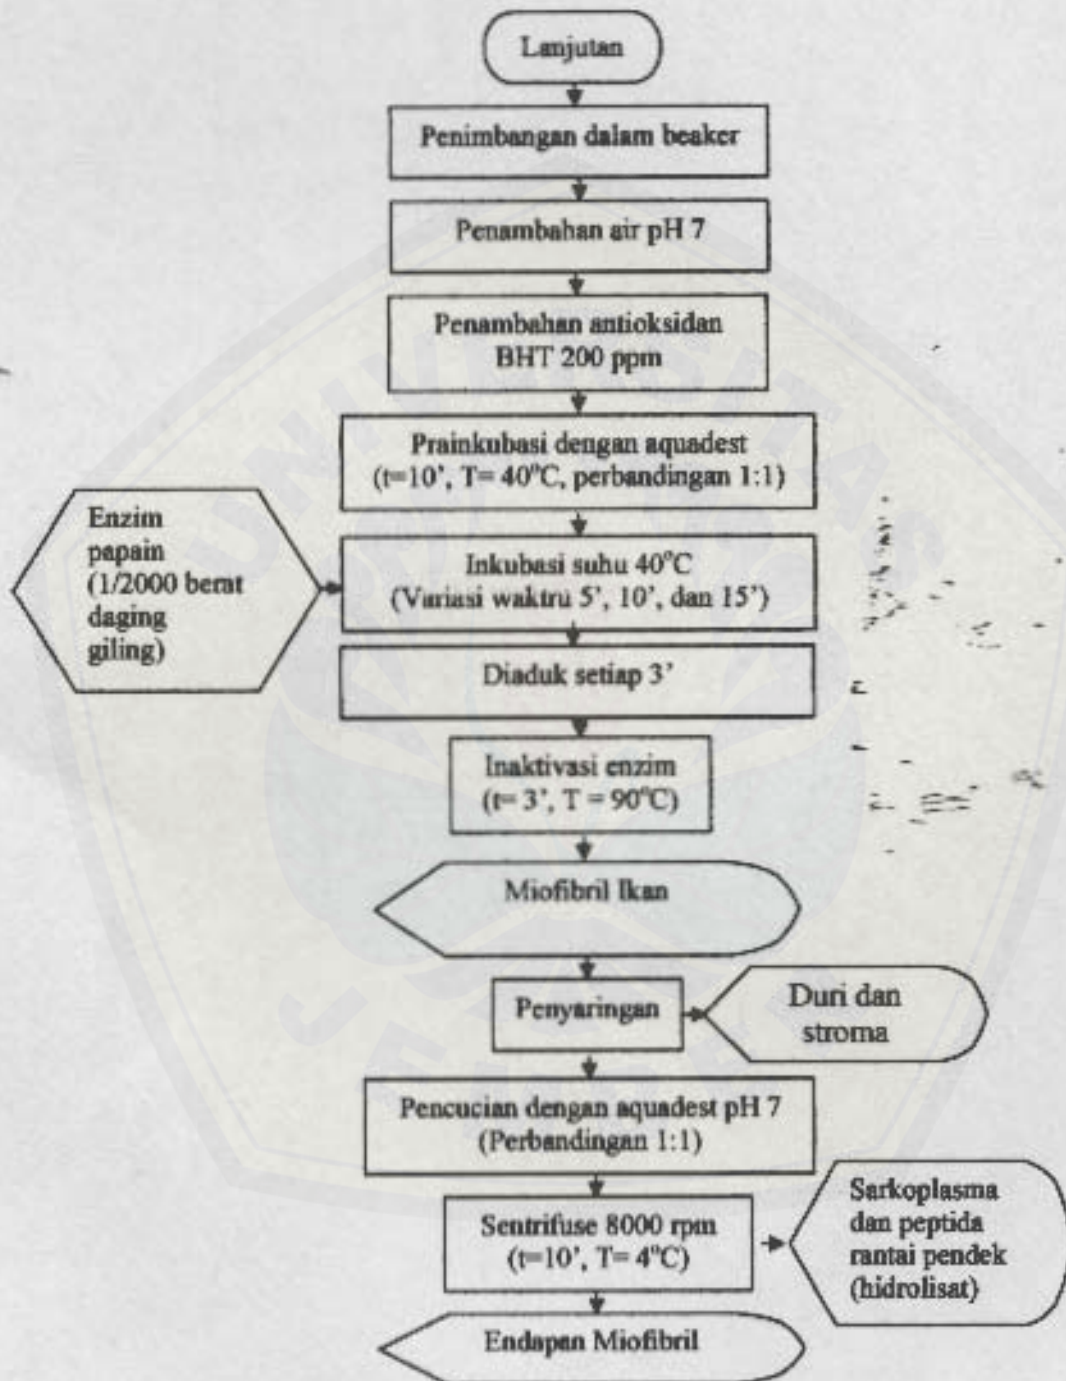 Lanjutan
Penimbangan dalam beaker
Penambahan air pH 7
Penambahan antioksidan
BHT 200 ppm
Prainkubasi dengan aquadest
(t=10’, T= 40°C, perbandingan 1:1)
Enzim
papain
(1/2000 berat
daging
giling)
Inkubasi suhu 40°C
(Variasi waktru 5’, 10’, dan 15’)
Diaduk setiap 3’
Inaktivasi enzim
(t= 3’, T = 90°C)
Miofibril Ikan
Penyaringan
Duri dan
stroma
Pencucian dengan aquadest pH 7
(Perbandingan 1:1)
Sentrifuse 8000 rpm
(t=10’, T= 4°C)
Sarkoplasma
dan peptida
rantai pendek
(hidrolisat)
Endapan Miofibril
UNIVERSITAS
JEMBER